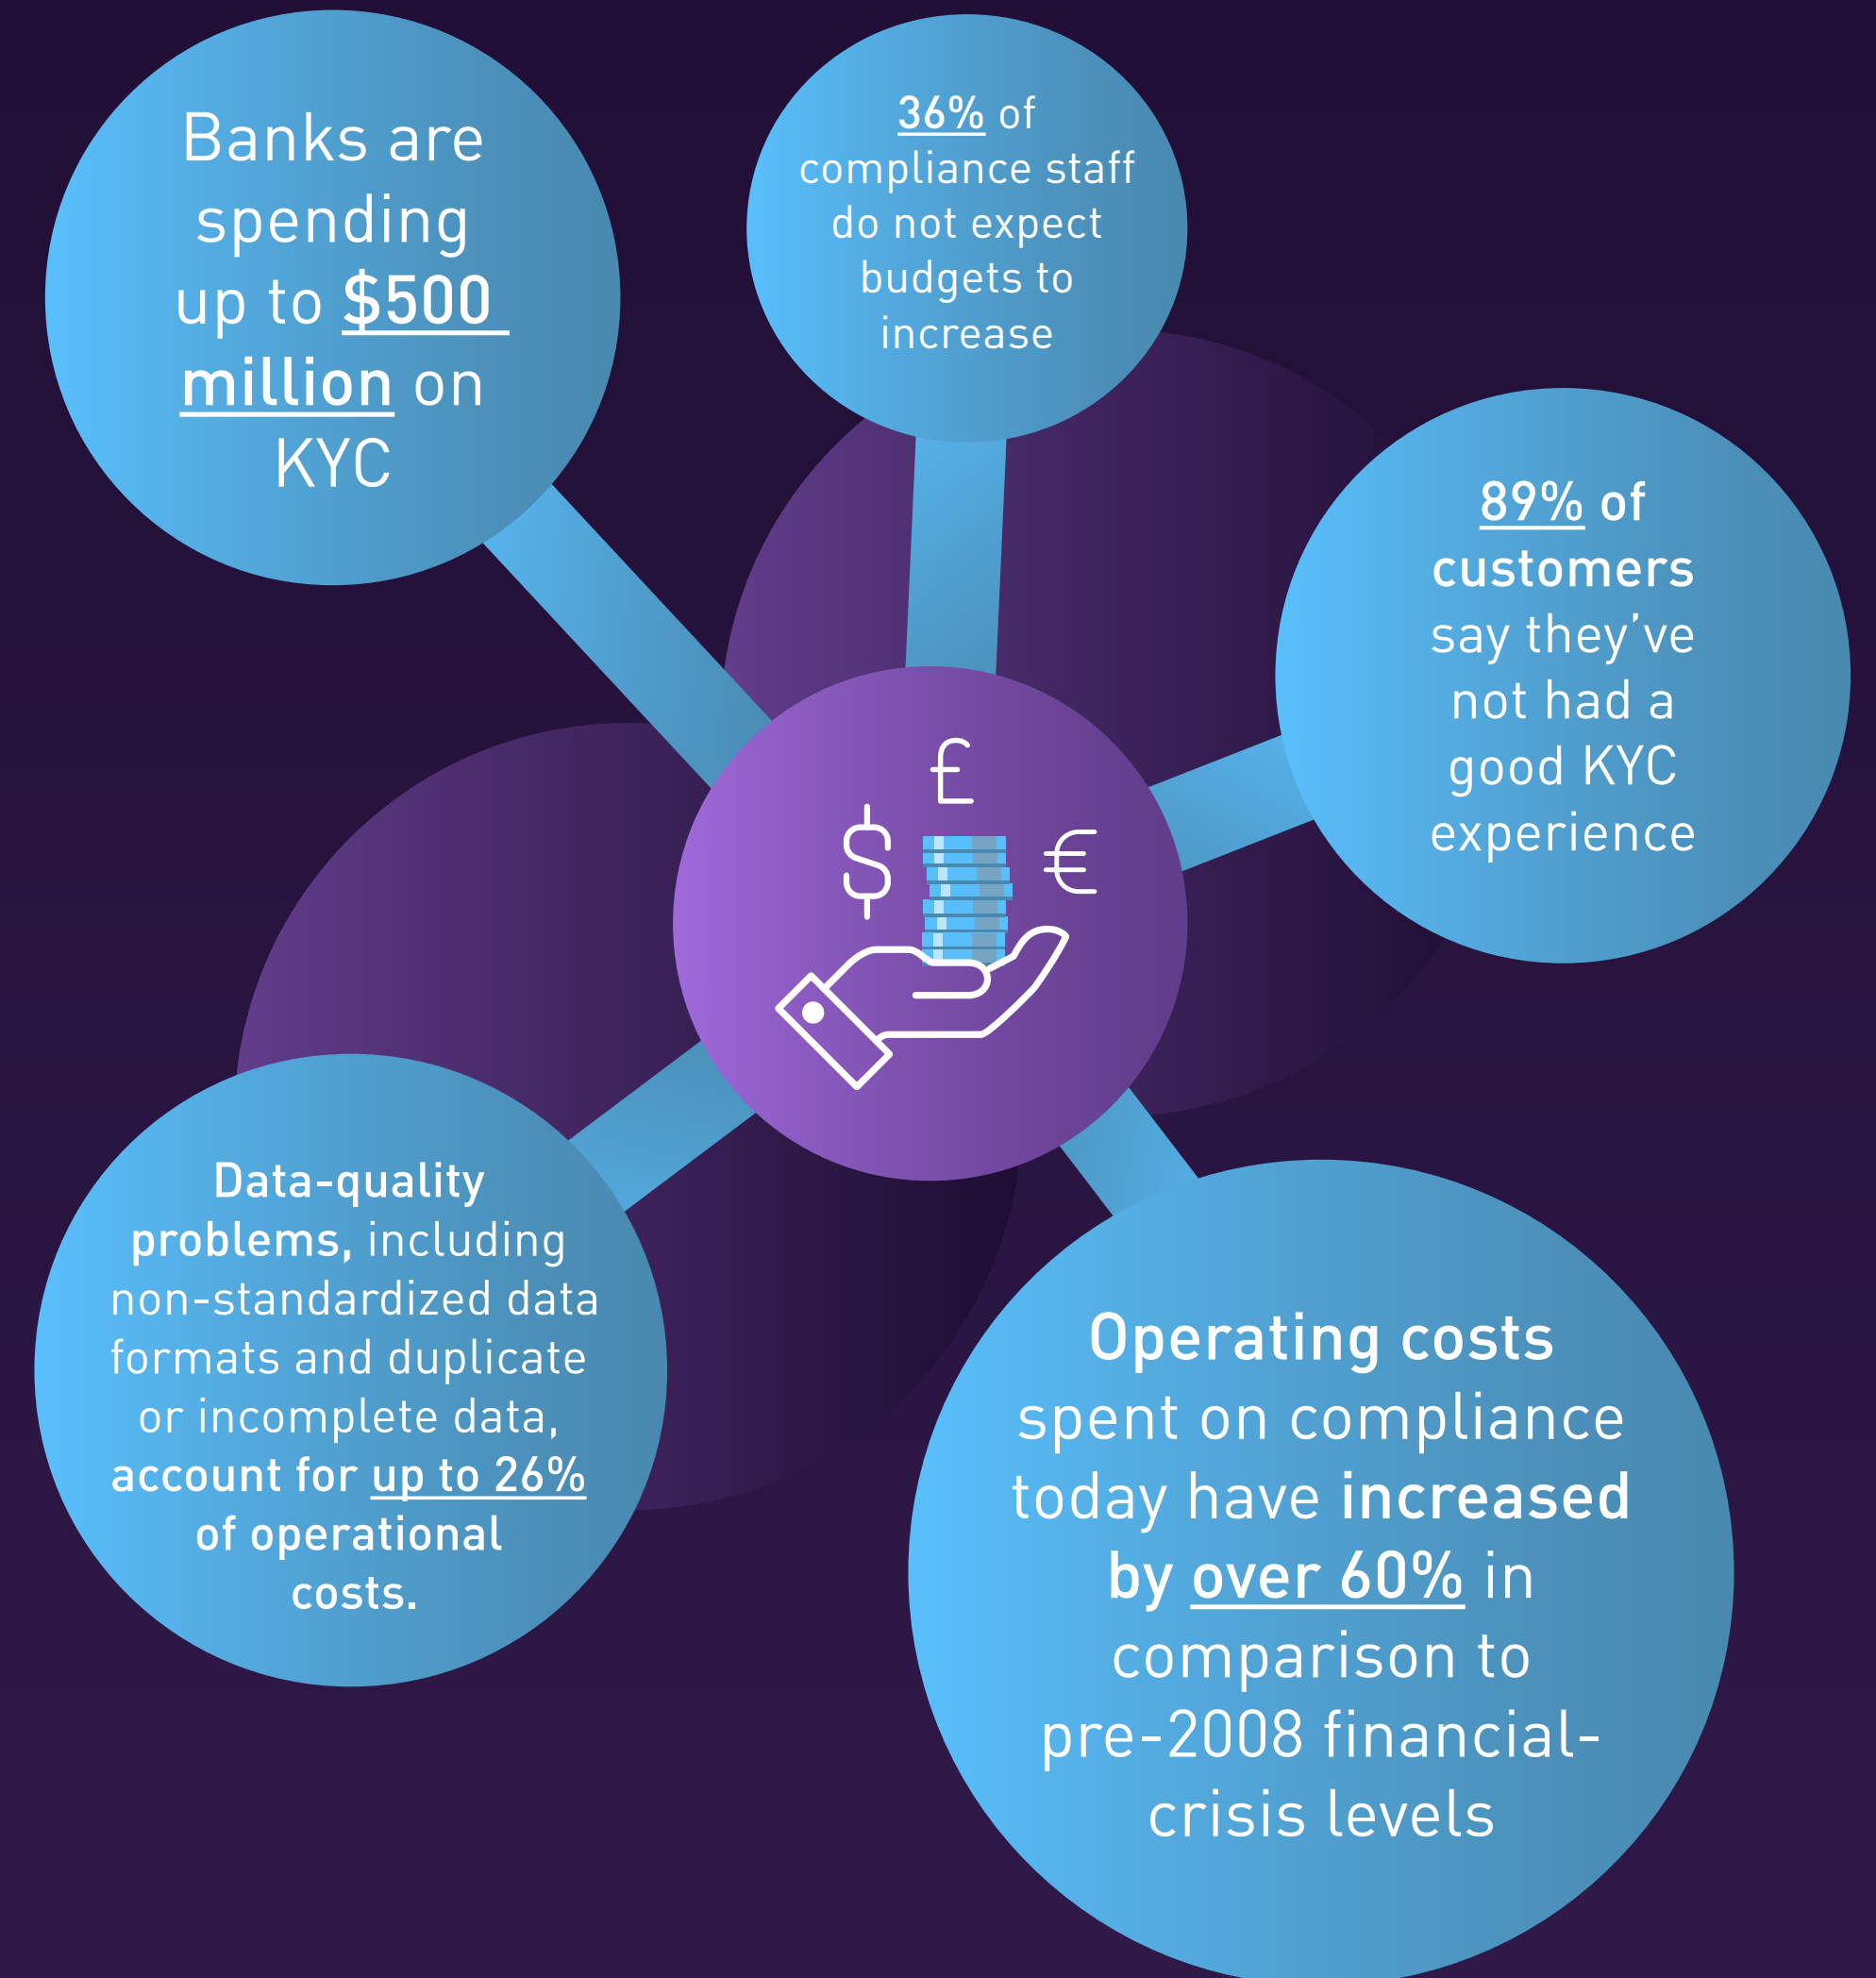 Banks are
spending
up to $500
million on
KYC
36% of
compliance staff
do not expect
budgets to
increase
89% of
customers
say they’ve
not had a
good KYC
experience
£
$
€
Data-quality
problems, including
non-standardized data
formats and duplicate
or incomplete data,
account for up to 26%
of operational
costs.
Operating costs
spent on compliance
today have increased
by over 60% in
comparison to
pre-2008 financial-
crisis levels